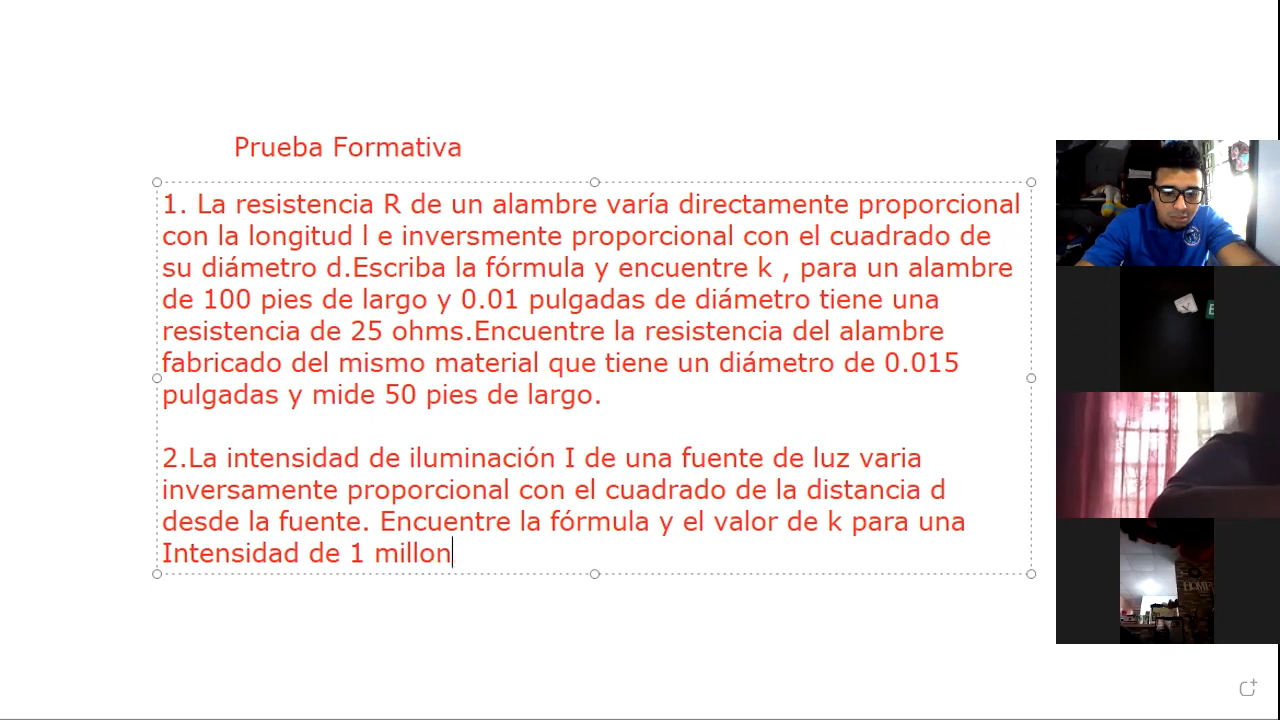 Prueba Formativa
1. La resistencia R de un alambre varía directamente proporcional
con la longitud l e inversmente proporcional con el cuadrado de
su diámetro d.Escriba la fórmula y encuentre k , para un alambre
de 100 pies de largo y 0.01 pulgadas de diámetro tiene una
resistencia de 25 ohms.Encuentre la resistencia del alambre
fabricado del mismo material que tiene un diámetro de 0.015
pulgadas y mide 50 pies de largo.
2.La intensidad de iluminación I de una fuente de luz varia
inversamente proporcional con el cuadrado de la distancia d
desde la fuente. Encuentre la fórmula y el valor de k para una
Intensidad de 1 millon